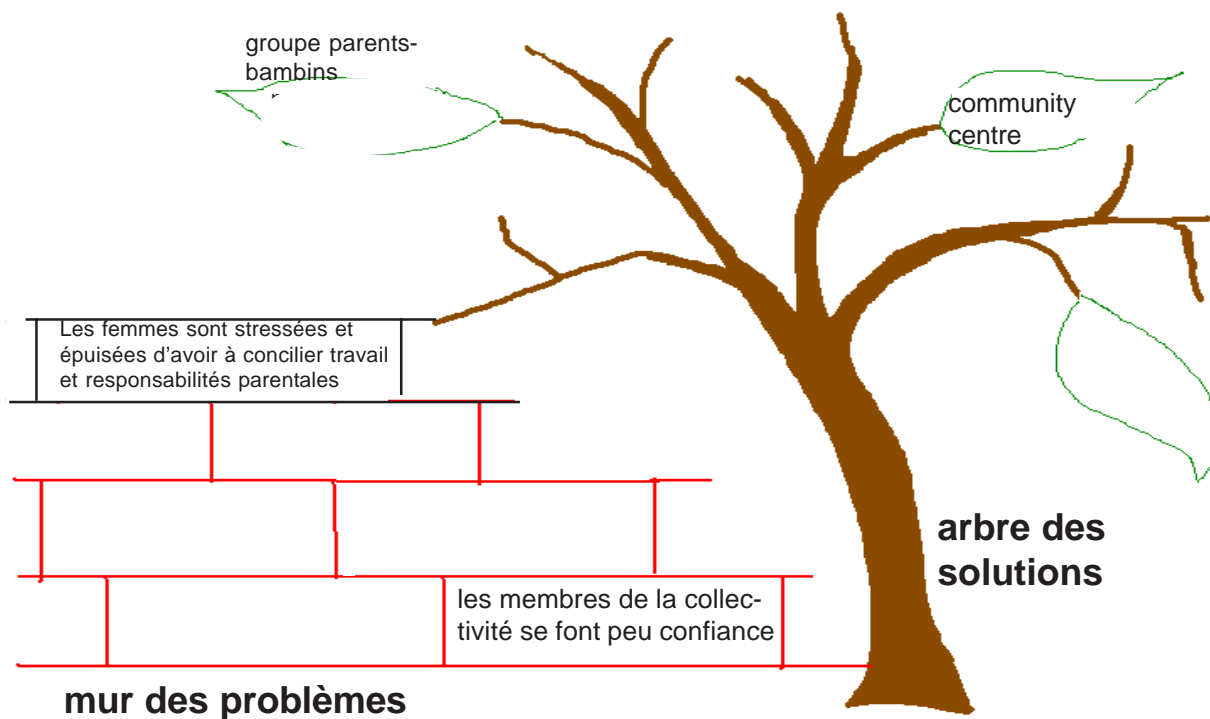 groupe parents-
bambins
community
centre
Les femmes sont stressées et
épuisées d'avoir à concilier travail
et responsabilités parentales
arbre des
solutions
les membres de la collec-
tivité se font peu confiance
mur des problèmes